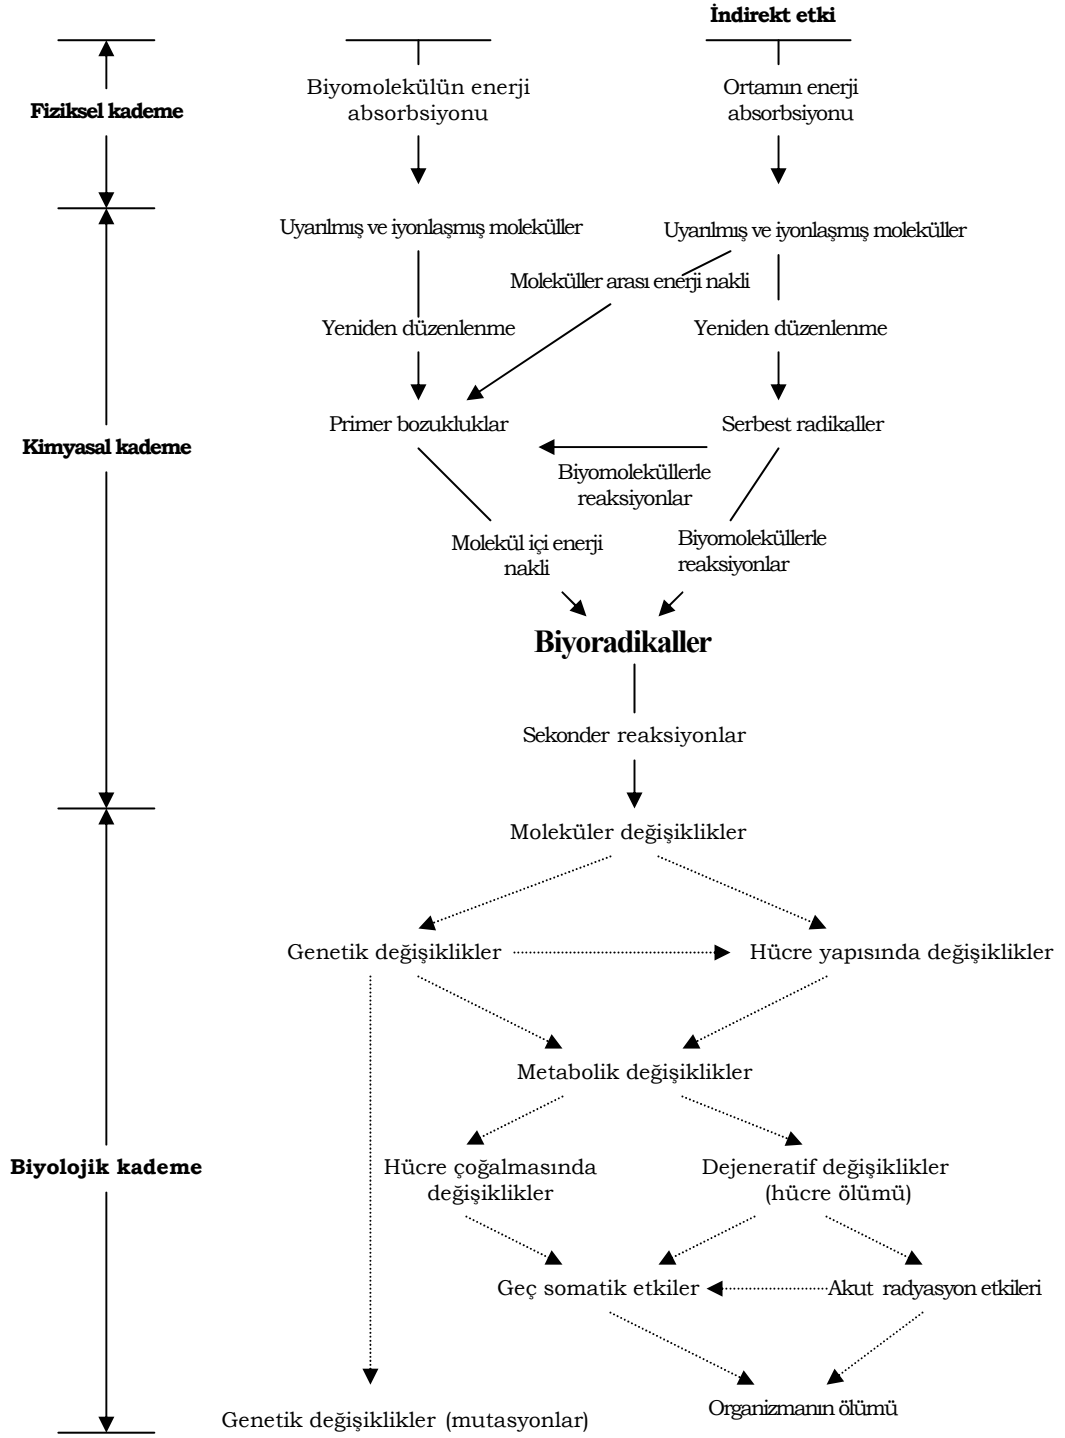 İndirekt etki
Fiziksel kademe
Biyomolekülün enerji
absorbsiyonu
Ortamın enerji
absorbsiyonu
Uyarılmış ve iyonlaşmış moleküller
Uyarılmış ve iyonlaşmış moleküller
Moleküller arası enerji nakli
Yeniden düzenlenme
Yeniden düzenlenme
Primer bozukluklar
Serbest radikaller
Kimyasal kademe
Biyomoleküllerle
reaksiyonlar
Molekül içi enerji
nakli
Biyomoleküllerle
reaksiyonlar
Biyoradikaller
Sekonder reaksiyonlar
Moleküler değişiklikler
Genetik değişiklikler
Hücre yapısında değişiklikler
Metabolik değişiklikler
Biyolojik kademe
Hücre çoğalmasında
değişiklikler
Dejeneratif değişiklikler
(hücre ölümü)
Geç somatik etkiler
Akut radyasyon etkileri
Genetik değişiklikler (mutasyonlar)
Organizmanın ölümü